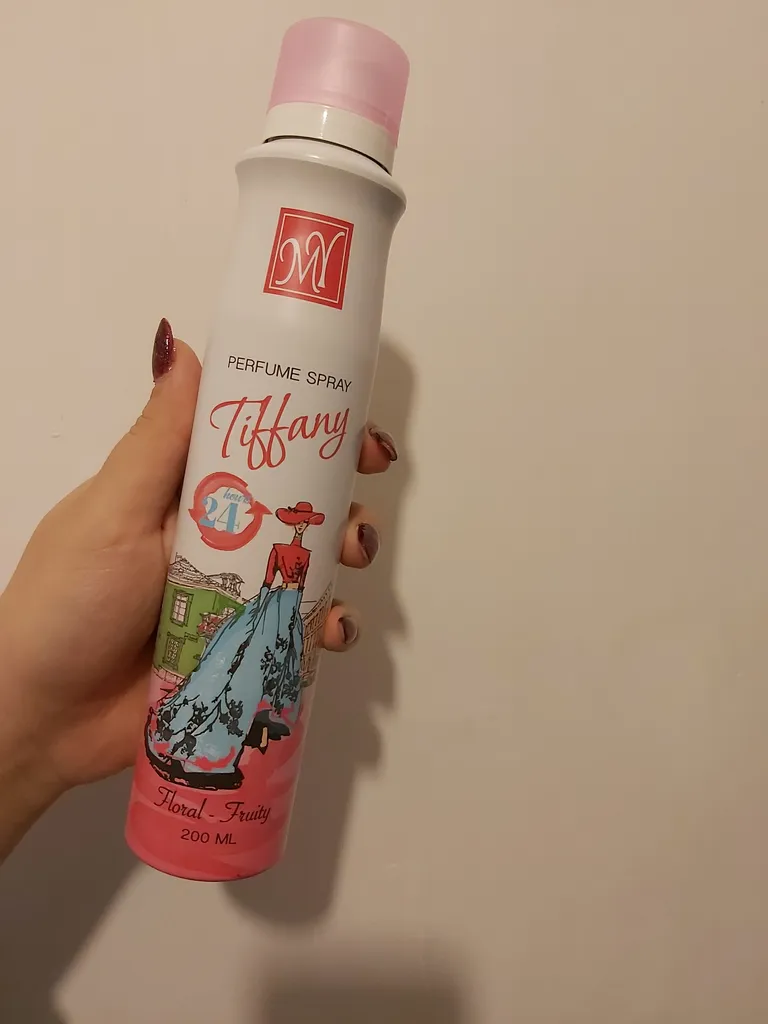 MY
PERFUME SPRAY
Tiffany
24 hours
Floral - Fruity
200 ML